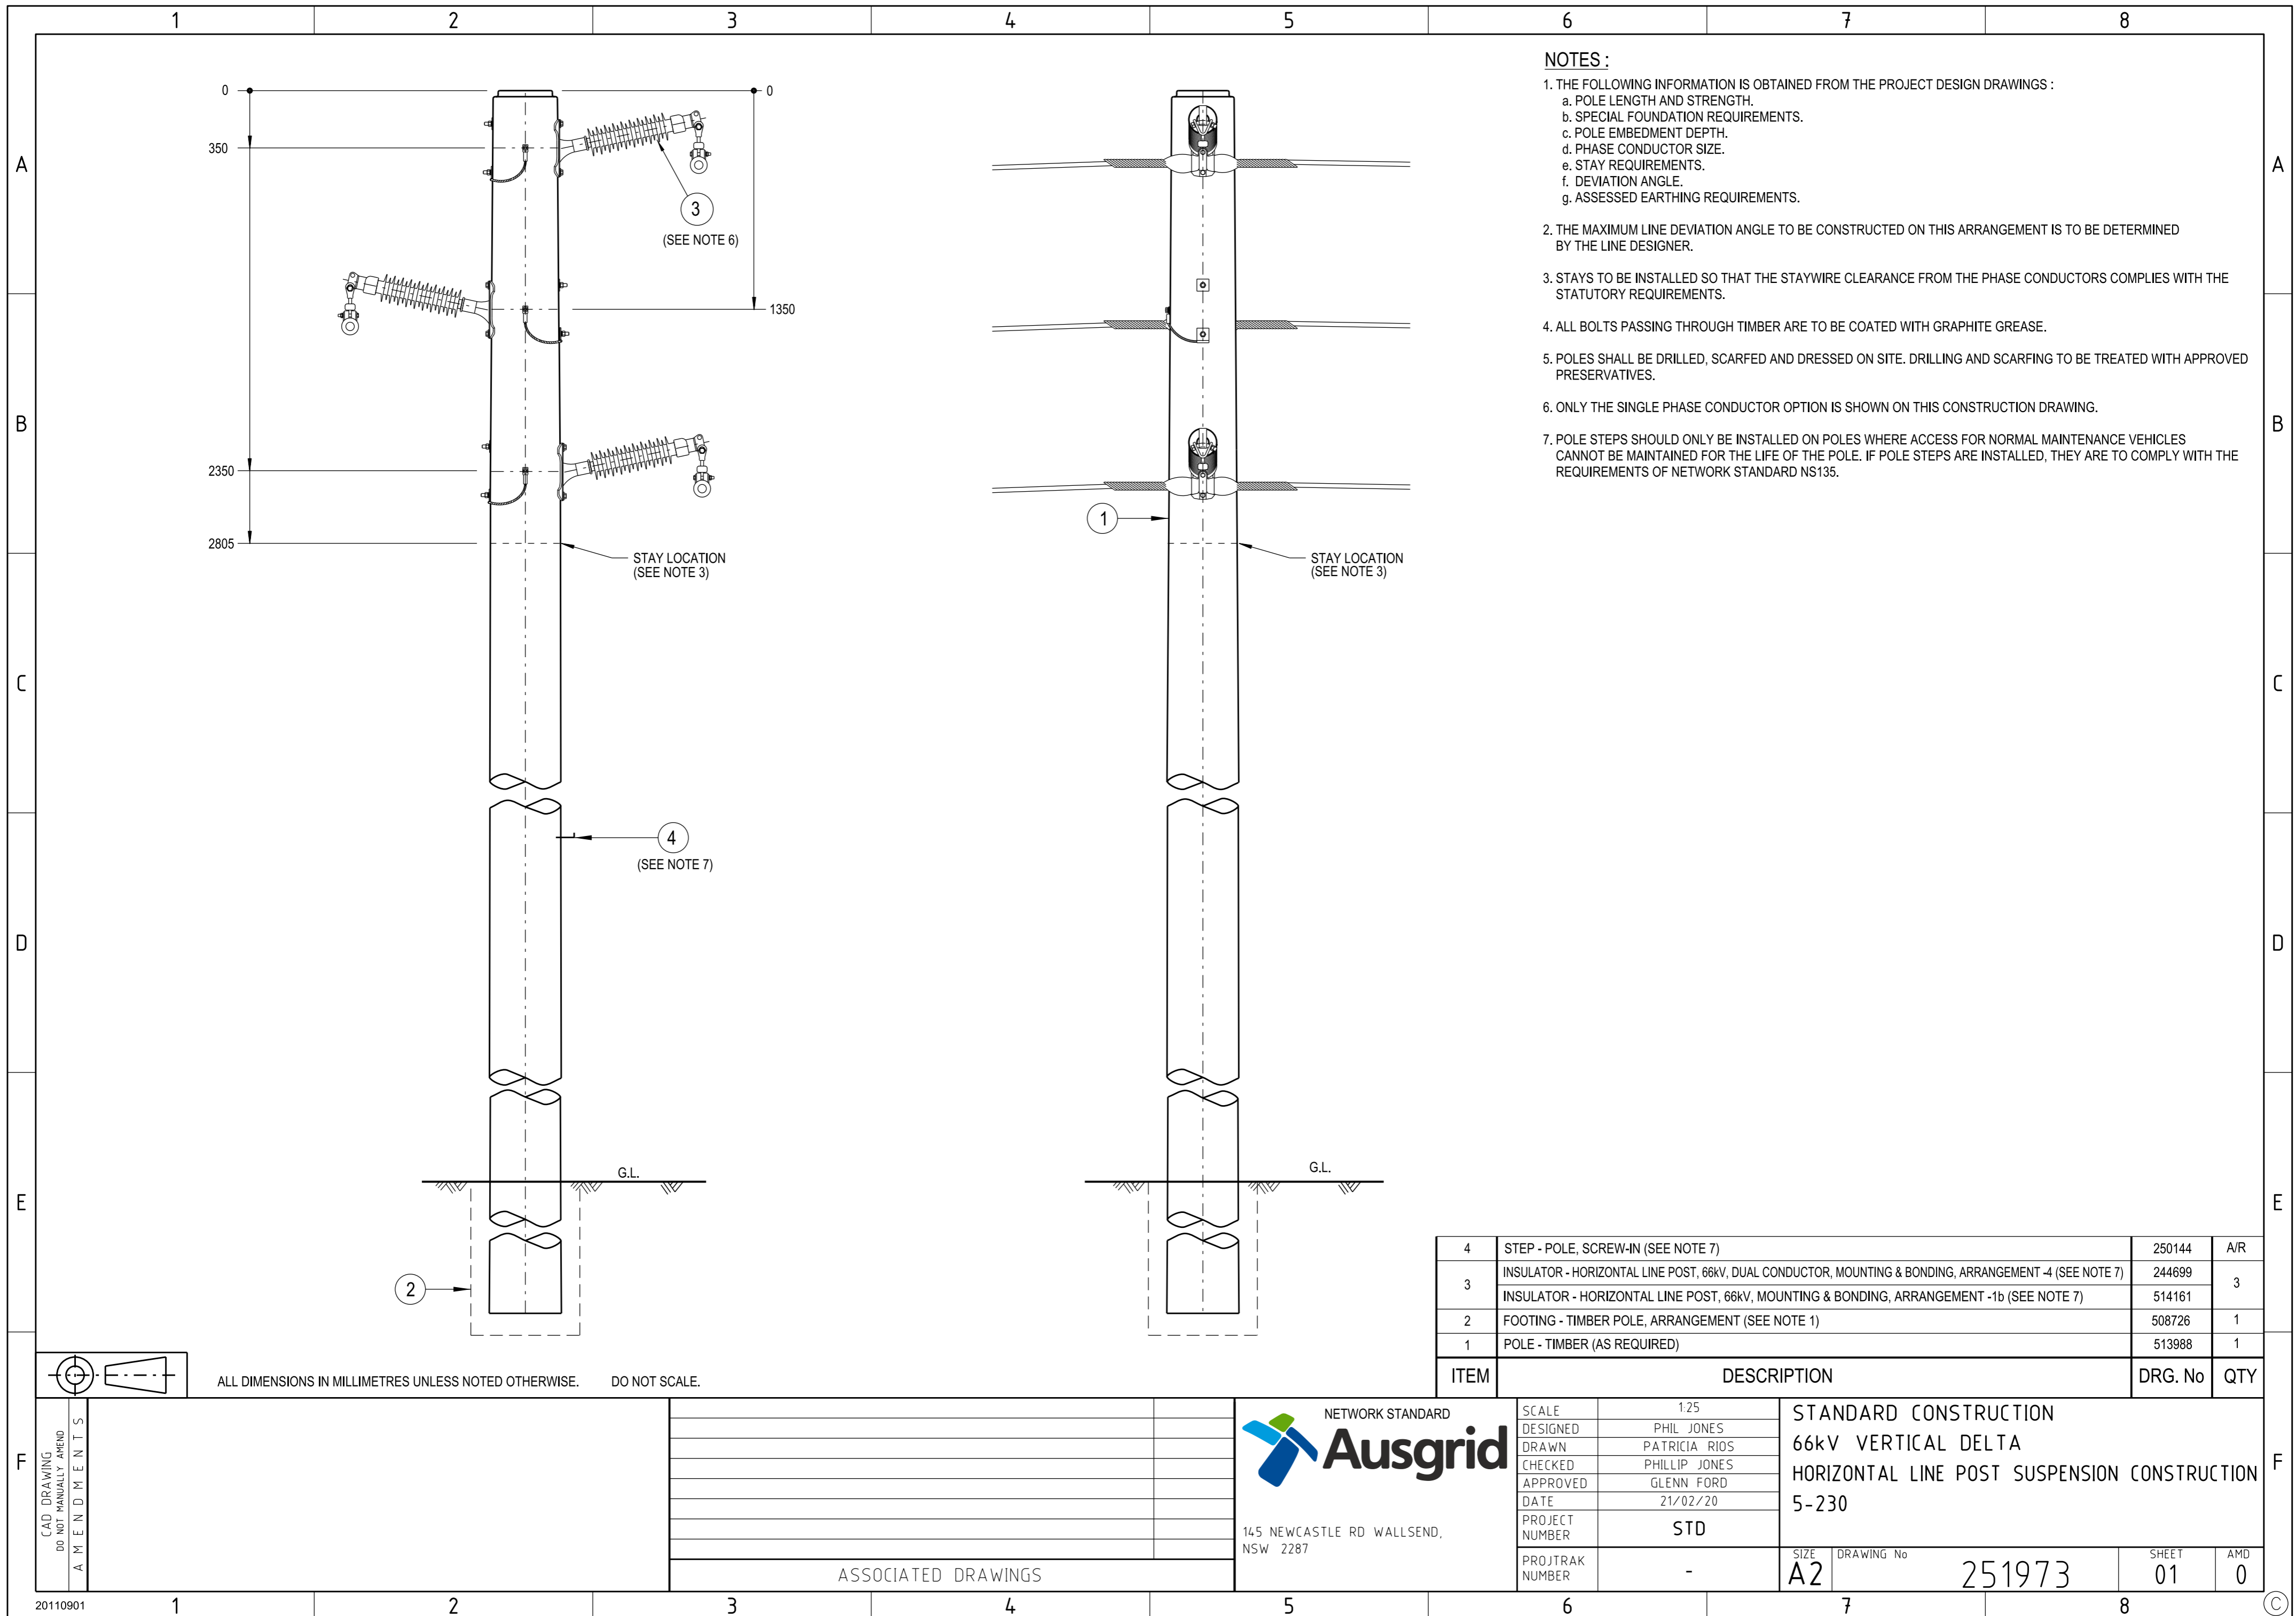 1 2 3 4 5 6 7 8
A
B
C
D
E
F
A
B
C
D
E
F
0
350
2350
2805
0
1350
3
(SEE NOTE 6)
STAY LOCATION
(SEE NOTE 3)
4
(SEE NOTE 7)
G.L.
2
1
STAY LOCATION
(SEE NOTE 3)
G.L.
NOTES :
1. THE FOLLOWING INFORMATION IS OBTAINED FROM THE PROJECT DESIGN DRAWINGS :
a. POLE LENGTH AND STRENGTH.
b. SPECIAL FOUNDATION REQUIREMENTS.
c. POLE EMBEDMENT DEPTH.
d. PHASE CONDUCTOR SIZE.
e. STAY REQUIREMENTS.
f. DEVIATION ANGLE.
g. ASSESSED EARTHING REQUIREMENTS.
2. THE MAXIMUM LINE DEVIATION ANGLE TO BE CONSTRUCTED ON THIS ARRANGEMENT IS TO BE DETERMINED
BY THE LINE DESIGNER.
3. STAYS TO BE INSTALLED SO THAT THE STAYWIRE CLEARANCE FROM THE PHASE CONDUCTORS COMPLIES WITH THE
STATUTORY REQUIREMENTS.
4. ALL BOLTS PASSING THROUGH TIMBER ARE TO BE COATED WITH GRAPHITE GREASE.
5. POLES SHALL BE DRILLED, SCARFED AND DRESSED ON SITE. DRILLING AND SCARFING TO BE TREATED WITH APPROVED
PRESERVATIVES.
6. ONLY THE SINGLE PHASE CONDUCTOR OPTION IS SHOWN ON THIS CONSTRUCTION DRAWING.
7. POLE STEPS SHOULD ONLY BE INSTALLED ON POLES WHERE ACCESS FOR NORMAL MAINTENANCE VEHICLES
CANNOT BE MAINTAINED FOR THE LIFE OF THE POLE. IF POLE STEPS ARE INSTALLED, THEY ARE TO COMPLY WITH THE
REQUIREMENTS OF NETWORK STANDARD NS135.
4 STEP - POLE, SCREW-IN (SEE NOTE 7) 250144 A/R
3 INSULATOR - HORIZONTAL LINE POST, 66kV, DUAL CONDUCTOR, MOUNTING & BONDING, ARRANGEMENT -4 (SEE NOTE 7) 244699 3
INSULATOR - HORIZONTAL LINE POST, 66kV, MOUNTING & BONDING, ARRANGEMENT -1b (SEE NOTE 7) 514161
2 FOOTING - TIMBER POLE, ARRANGEMENT (SEE NOTE 1) 508726 1
1 POLE - TIMBER (AS REQUIRED) 513988 1
ITEM DESCRIPTION DRG. No QTY
ALL DIMENSIONS IN MILLIMETRES UNLESS NOTED OTHERWISE. DO NOT SCALE.
CAD DRAWING
DO NOT MANUALLY AMEND
AMENDMENTS
ASSOCIATED DRAWINGS
NETWORK STANDARD
Ausgrid
145 NEWCASTLE RD WALLSEND,
NSW 2287
SCALE 1:25
DESIGNED PHIL JONES
DRAWN PATRICIA RIOS
CHECKED PHILLIP JONES
APPROVED GLENN FORD
DATE 21/02/20
PROJECT
NUMBER STD
PROJTRAK
NUMBER -
STANDARD CONSTRUCTION
66kV VERTICAL DELTA
HORIZONTAL LINE POST SUSPENSION CONSTRUCTION
5-230
SIZE DRAWING No SHEET AMD
A2 251973 01 0
20110901
1 2 3 4 5 6 7 8
©